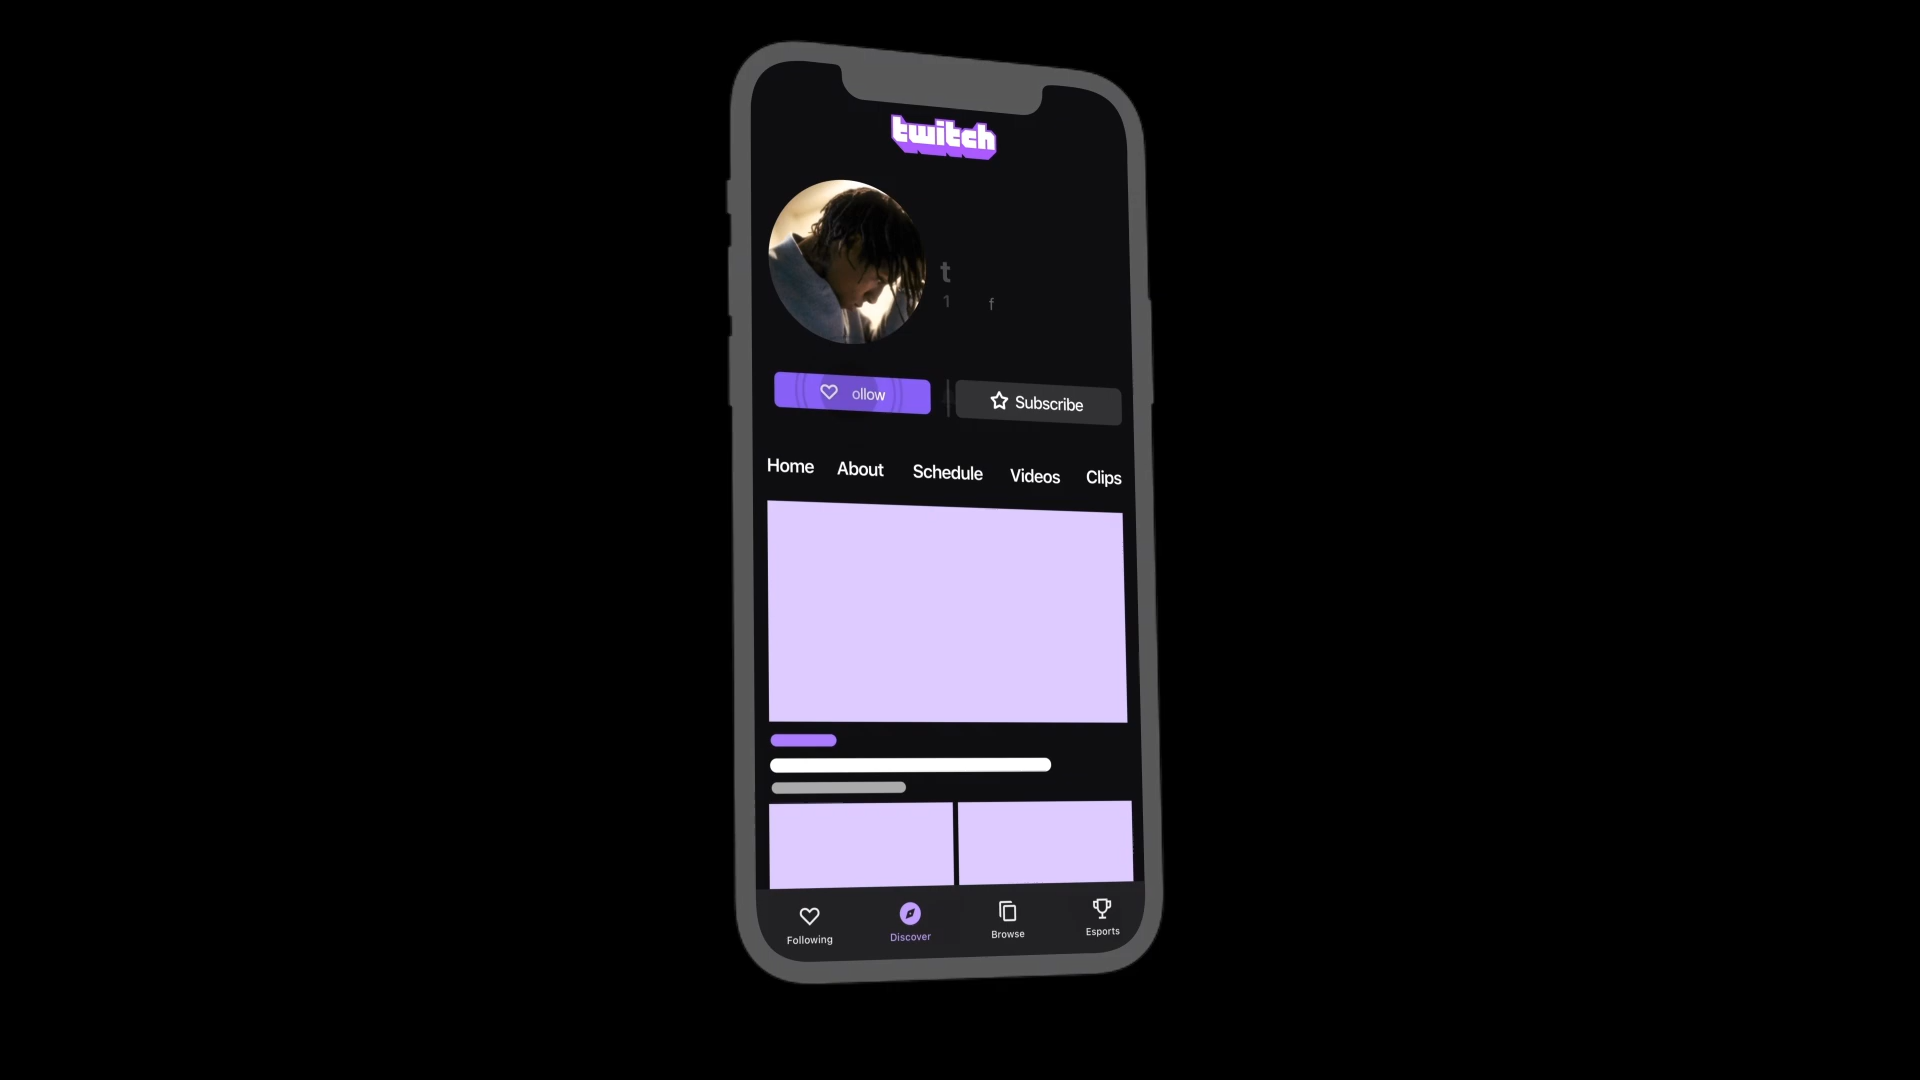 twitch
t
1 f
ollow Subscribe
Home About Schedule Videos Clips
Following Discover Browse Esports